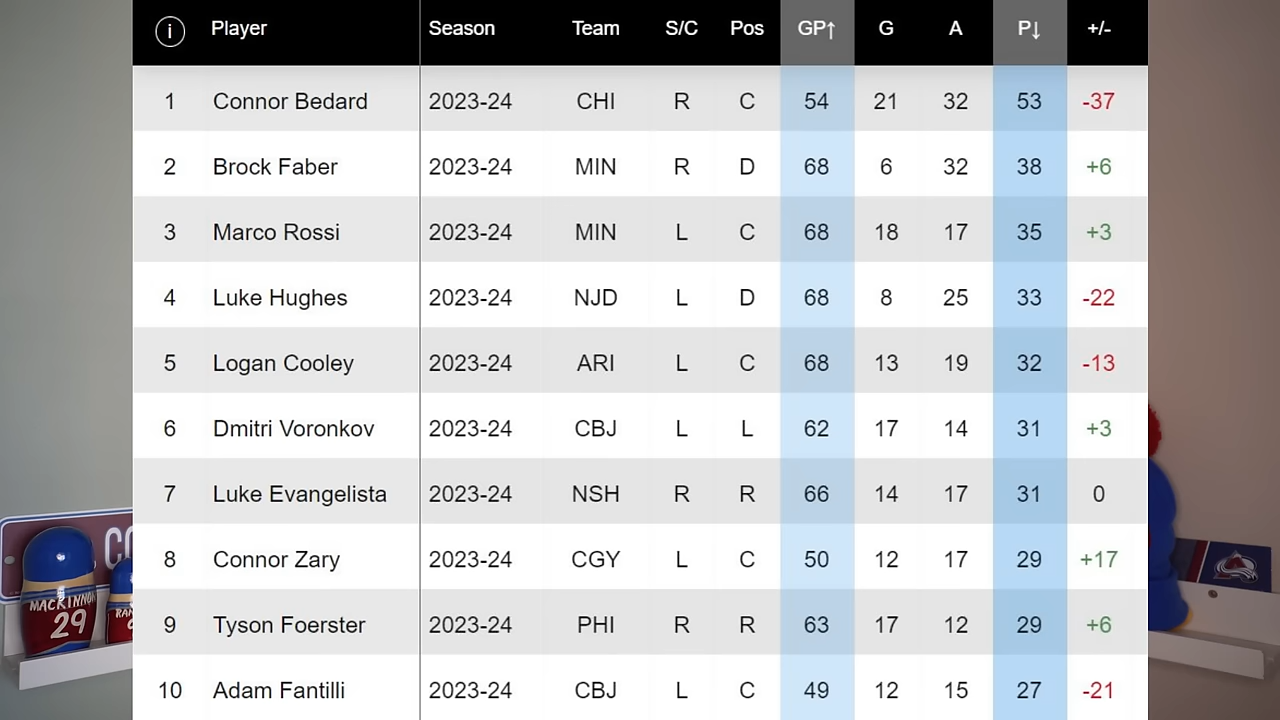 i Player Season Team S/C Pos GP↑ G A P↓ +/-
1 Connor Bedard 2023-24 CHI R C 54 21 32 53 -37
2 Brock Faber 2023-24 MIN R D 68 6 32 38 +6
3 Marco Rossi 2023-24 MIN L C 68 18 17 35 +3
4 Luke Hughes 2023-24 NJD L D 68 8 25 33 -22
5 Logan Cooley 2023-24 ARI L C 68 13 19 32 -13
6 Dmitri Voronkov 2023-24 CBJ L L 62 17 14 31 +3
7 Luke Evangelista 2023-24 NSH R R 66 14 17 31 0
8 Connor Zary 2023-24 CGY L C 50 12 17 29 +17
9 Tyson Foerster 2023-24 PHI R R 63 17 12 29 +6
10 Adam Fantilli 2023-24 CBJ L C 49 12 15 27 -21
MACKINNON
29